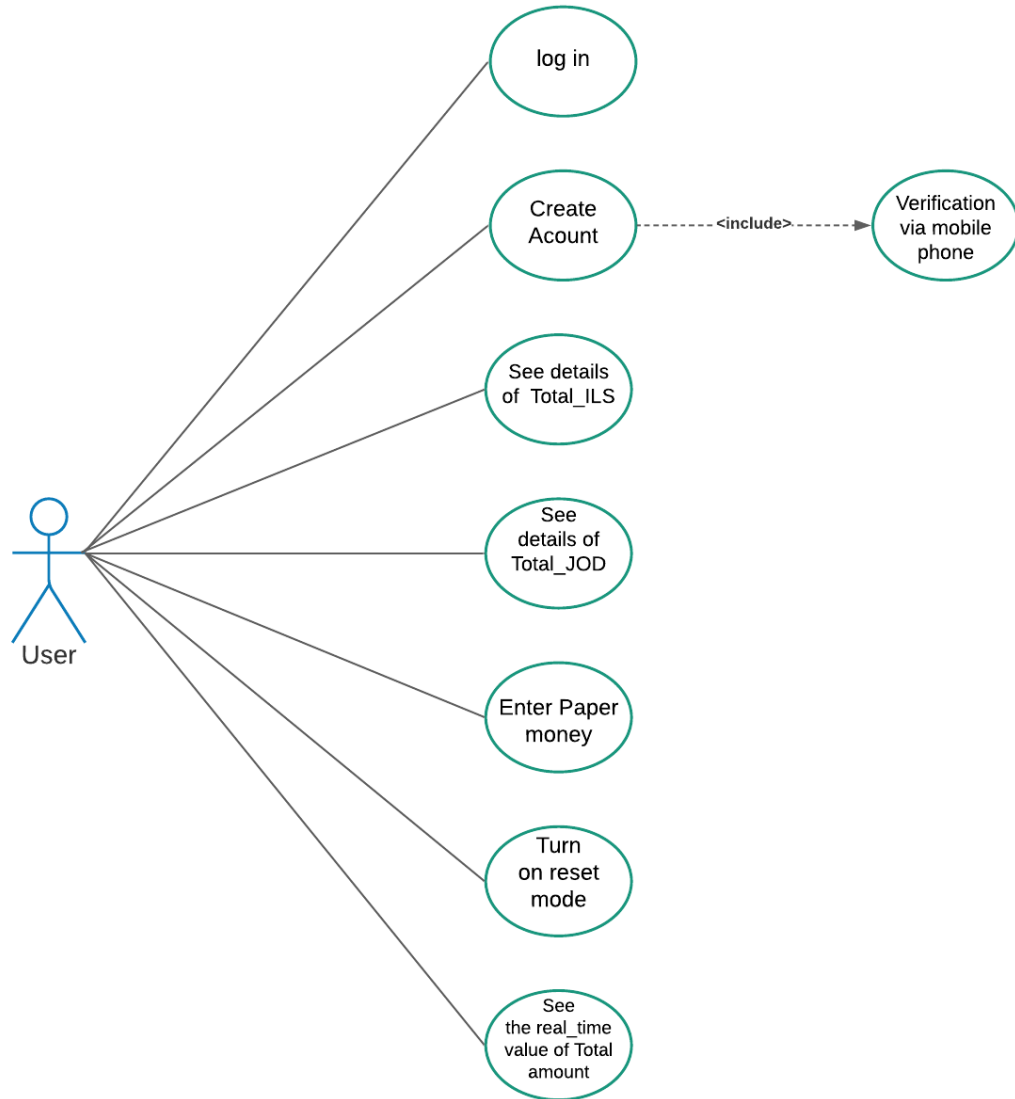 log in
Create
Acount
<include>
Verification
via mobile
phone
See details
of Total_ILS
See
details of
Total_JOD
User
Enter Paper
money
Turn
on reset
mode
See
the real_time
value of Total
amount